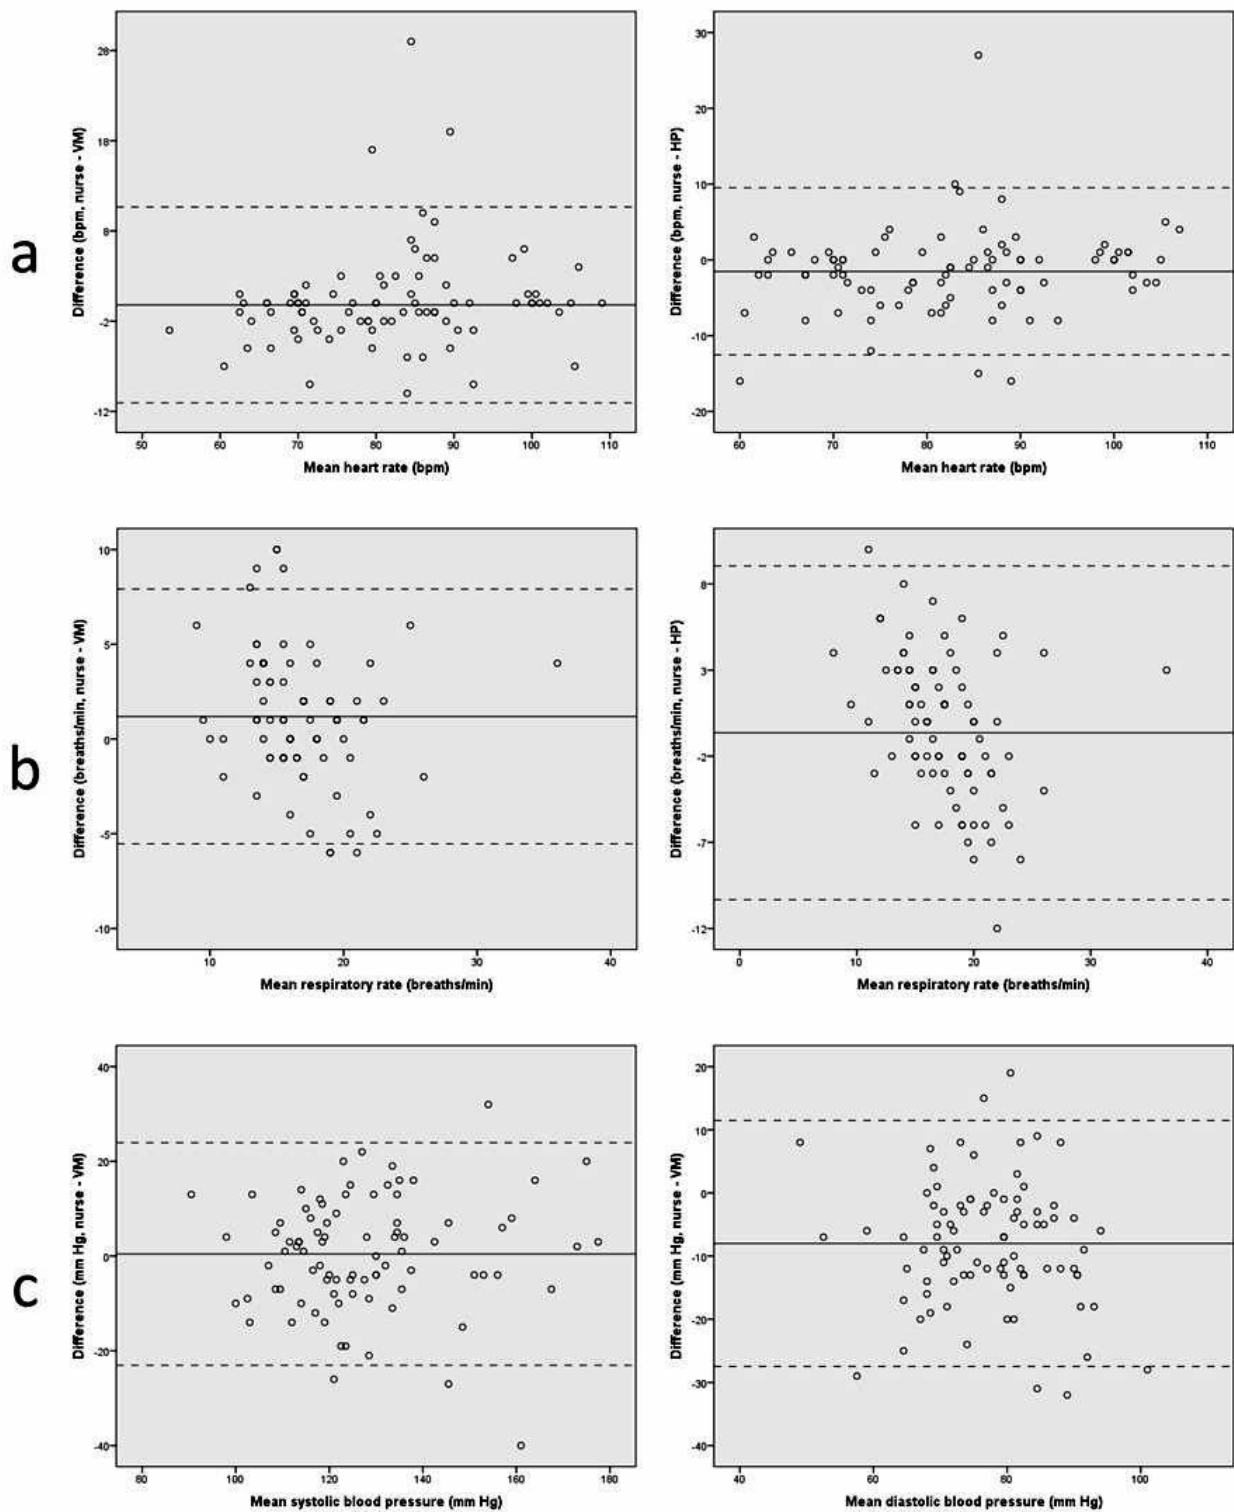 a
Difference (bpm, nurse - VM)
28
18
8
-2
-12
50 60 70 80 90 100 110
Mean heart rate (bpm)
Difference (bpm, nurse - HP)
30
20
10
0
-10
-20
60 70 80 90 100 110
Mean heart rate (bpm)
b
Difference (breaths/min, nurse - VM)
10
5
0
-5
-10
10 20 30 40
Mean respiratory rate (breaths/min)
Difference (breaths/min, nurse - HP)
8
3
-2
-7
-12
0 10 20 30 40
Mean respiratory rate (breaths/min)
c
Difference (mm Hg, nurse - VM)
40
20
0
-20
-40
80 100 120 140 160 180
Mean systolic blood pressure (mm Hg)
Difference (mm Hg, nurse - VM)
20
10
0
-10
-20
-30
-40
40 60 80 100
Mean diastolic blood pressure (mm Hg)